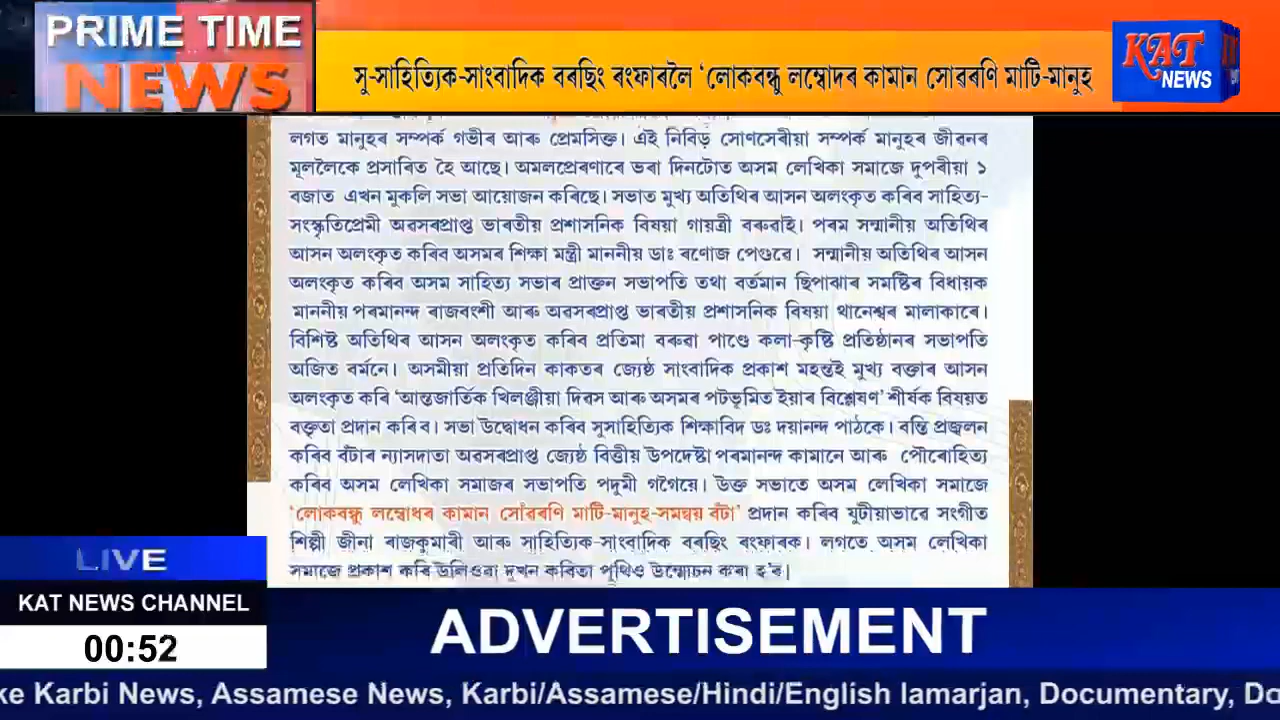 PRIME TIME
NEWS
সু-সাহিত্যিক-সাংবাদিক বৰছিং ৰংফাৰলৈ ‘লোকবন্ধু লম্বোদৰ কামান সোৱৰণি মাটি-মানুহ
KAT
NEWS
লগত মানুহৰ সম্পৰ্ক গভীৰ আৰু প্ৰেমসিক্ত। এই নিবিড় সোণসেৰীয়া সম্পৰ্ক মানুহৰ জীৱনৰ
মূললৈকে প্ৰসাৰিত হৈ আছে। অমলপ্ৰেৰণাৰে ভৰা দিনটোত অসম লেখিকা সমাজে দুপৰীয়া ১
বজাত এখন মুকলি সভা আয়োজন কৰিছে। সভাত মুখ্য অতিথিৰ আসন অলংকৃত কৰিব সাহিত্য-
সংস্কৃতিপ্ৰেমী অৱসৰপ্ৰাপ্ত ভাৰতীয় প্ৰশাসনিক বিষয়া গায়ত্ৰী বৰুৱাই। পৰম সন্মানীয় অতিথিৰ
আসন অলংকৃত কৰিব অসমৰ শিক্ষা মন্ত্ৰী মাননীয় ডাঃ ৰণোজ পেগুৱে। সন্মানীয় অতিথিৰ আসন
অলংকৃত কৰিব অসম সাহিত্য সভাৰ প্ৰাক্তন সভাপতি তথা বৰ্তমান ছিপাঝাৰ সমষ্টিৰ বিধায়ক
মাননীয় পৰমানন্দ ৰাজবংশী আৰু অৱসৰপ্ৰাপ্ত ভাৰতীয় প্ৰশাসনিক বিষয়া থানেশ্বৰ মালাকাৰে।
বিশিষ্ট অতিথিৰ আসন অলংকৃত কৰিব প্ৰতিমা বৰুৱা পাণ্ডে কলা-কৃষ্টি প্ৰতিষ্ঠানৰ সভাপতি
অজিত বৰ্মনে। অসমীয়া প্ৰতিদিন কাকতৰ জ্যেষ্ঠ সাংবাদিক প্ৰকাশ মহন্তই মুখ্য বক্তাৰ আসন
অলংকৃত কৰি ‘আন্তজাৰ্তিক খিলঞ্জীয়া দিৱস আৰু অসমৰ পটভূমিত ইয়াৰ বিশ্লেষণ’ শীৰ্ষক বিষয়ত
বক্তৃতা প্ৰদান কৰিব। সভা উদ্বোধন কৰিব সুসাহিত্যিক শিক্ষাবিদ ডঃ দয়ানন্দ পাঠকে। বন্তি প্ৰজ্বলন
কৰিব বঁটাৰ ন্যাসদাতা অৱসৰপ্ৰাপ্ত জ্যেষ্ঠ বিত্তীয় উপদেষ্টা পৰমানন্দ কামানে আৰু পৌৰোহিত্য
কৰিব অসম লেখিকা সমাজৰ সভাপতি পদুমী গগৈয়ে। উক্ত সভাতে অসম লেখিকা সমাজে
‘লোকবন্ধু লম্বোধৰ কামান সোঁৱৰণি মাটি-মানুহ-সমন্বয় বঁটা’ প্ৰদান কৰিব যুটীয়াভাৱে সংগীত
শিল্পী জীনা ৰাজকুমাৰী আৰু সাহিত্যিক-সাংবাদিক বৰছিং ৰংফাৰক। লগতে অসম লেখিকা
সমাজে প্ৰকাশ কৰি উলিওৱা দুখন কবিতা পুথিও উন্মোচন কৰা হ’ব।
LIVE
KAT NEWS CHANNEL
00:52
ADVERTISEMENT
ke Karbi News, Assamese News, Karbi/Assamese/Hindi/English lamarjan, Documentary, Do